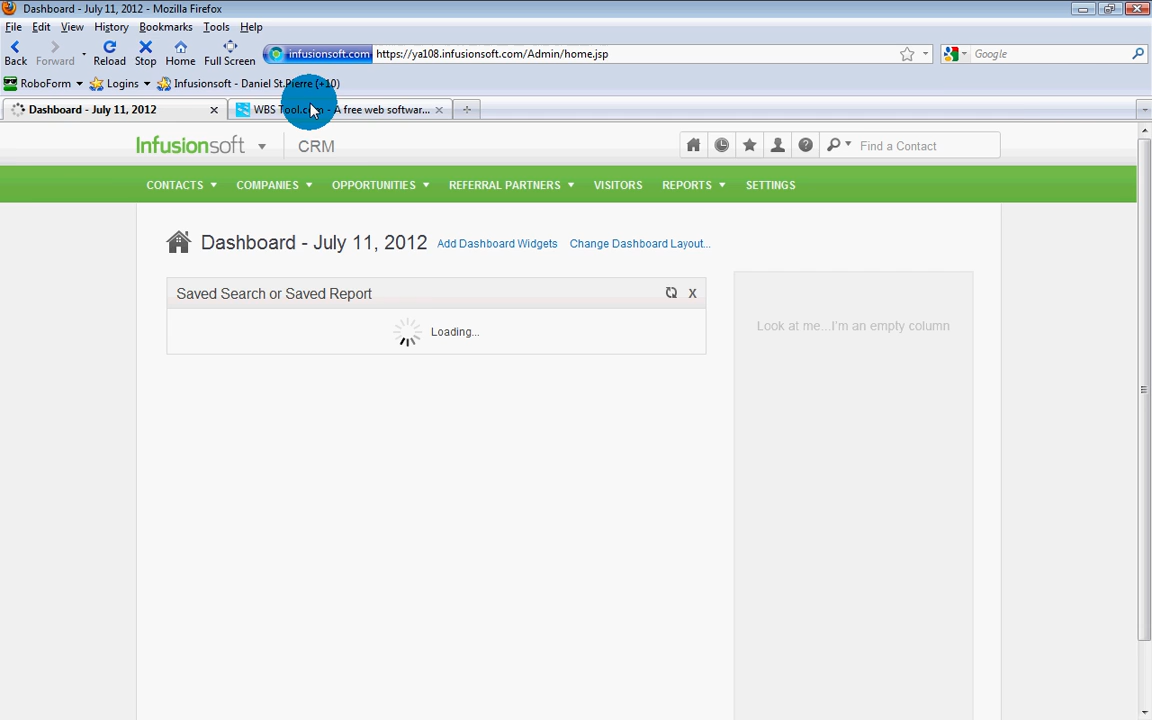 Dashboard - July 11, 2012 - Mozilla Firefox
File Edit View History Bookmarks Tools Help
Back Forward Reload Stop Home Full Screen infusionsoft.com https://ya108.infusionsoft.com/Admin/home.jsp Google
RoboForm Logins Infusionsoft - Daniel St.Pierre (+10)
Dashboard - July 11, 2012 WBS Tool.com - A free web softwar...
Infusionsoft CRM Find a Contact
CONTACTS COMPANIES OPPORTUNITIES REFERRAL PARTNERS VISITORS REPORTS SETTINGS
Dashboard - July 11, 2012 Add Dashboard Widgets Change Dashboard Layout...
Saved Search or Saved Report X
Look at me...I'm an empty column
Loading...